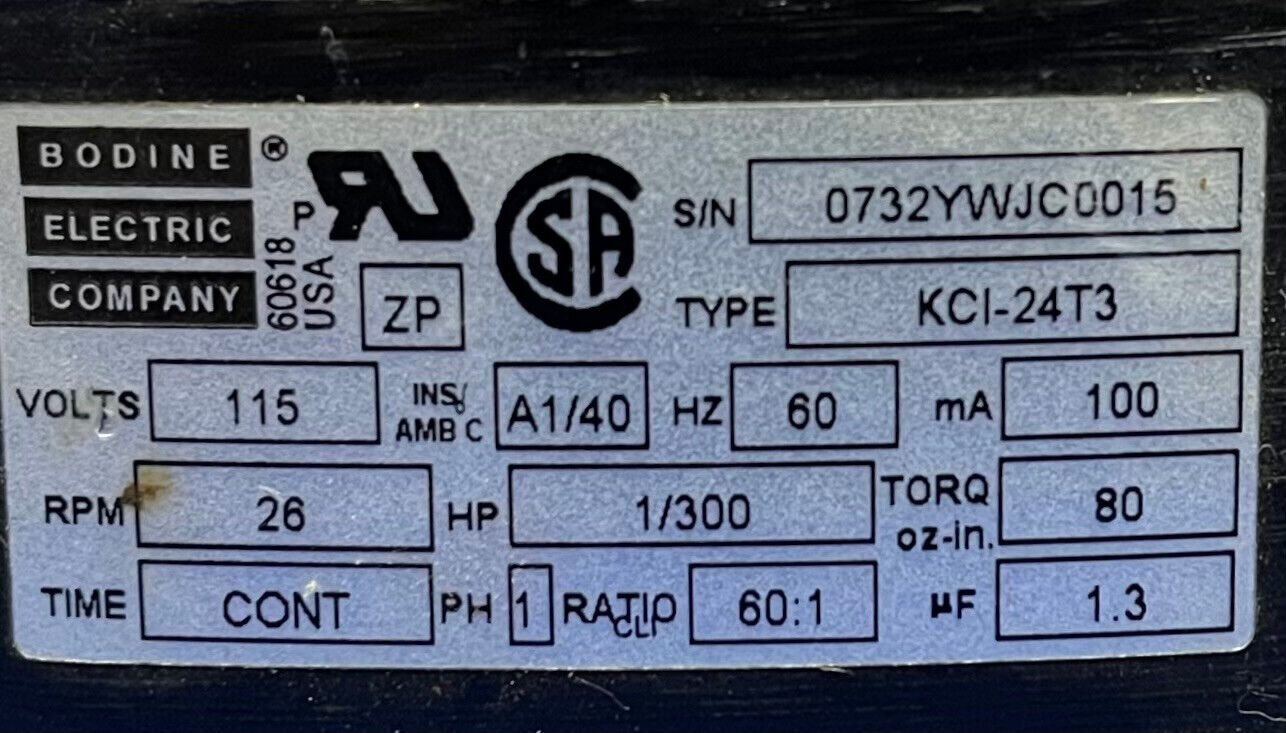 BODINE ®
ELECTRIC
COMPANY
60618
USA
P
ZP
SA
S/N 0732YWJC0015
TYPE KCI-24T3
VOLTS 115 INS/AMB°C A1/40 HZ 60 mA 100
RPM 26 HP 1/300 TORQ oz-in. 80
TIME CONT PH 1 RATIO 60:1 µF 1.3
CLIP